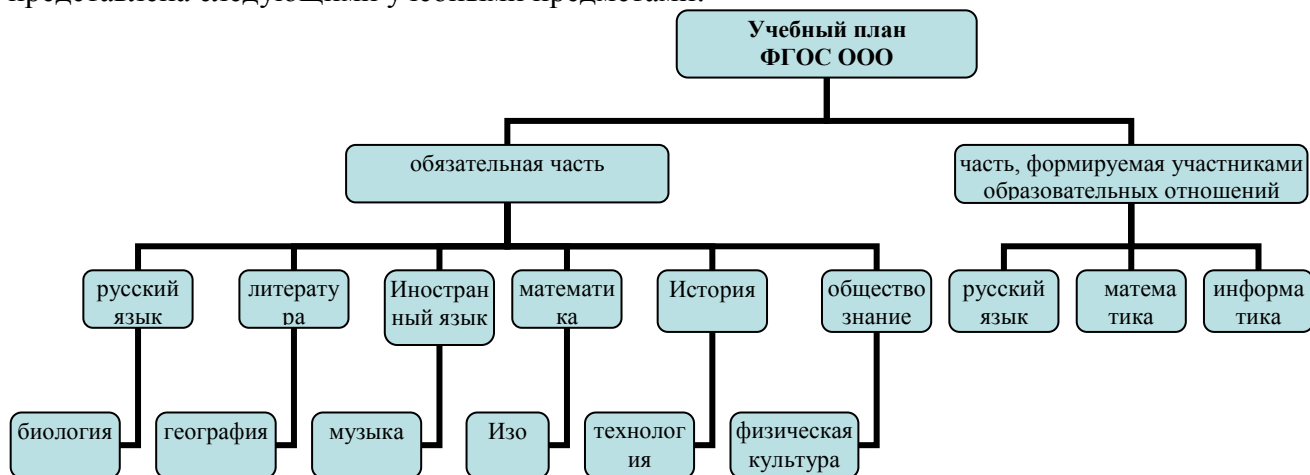 представлена следующими учебными предметами:
Учебный план
ФГОС ООО
обязательная часть
часть, формируемая участниками
образовательных отношений
русский
язык
литерату
ра
Иностран
ный язык
математи
ка
История
общество
знание
русский
язык
матема
тика
информа
тика
биология
география
музыка
Изо
технолог
ия
физическая
культура